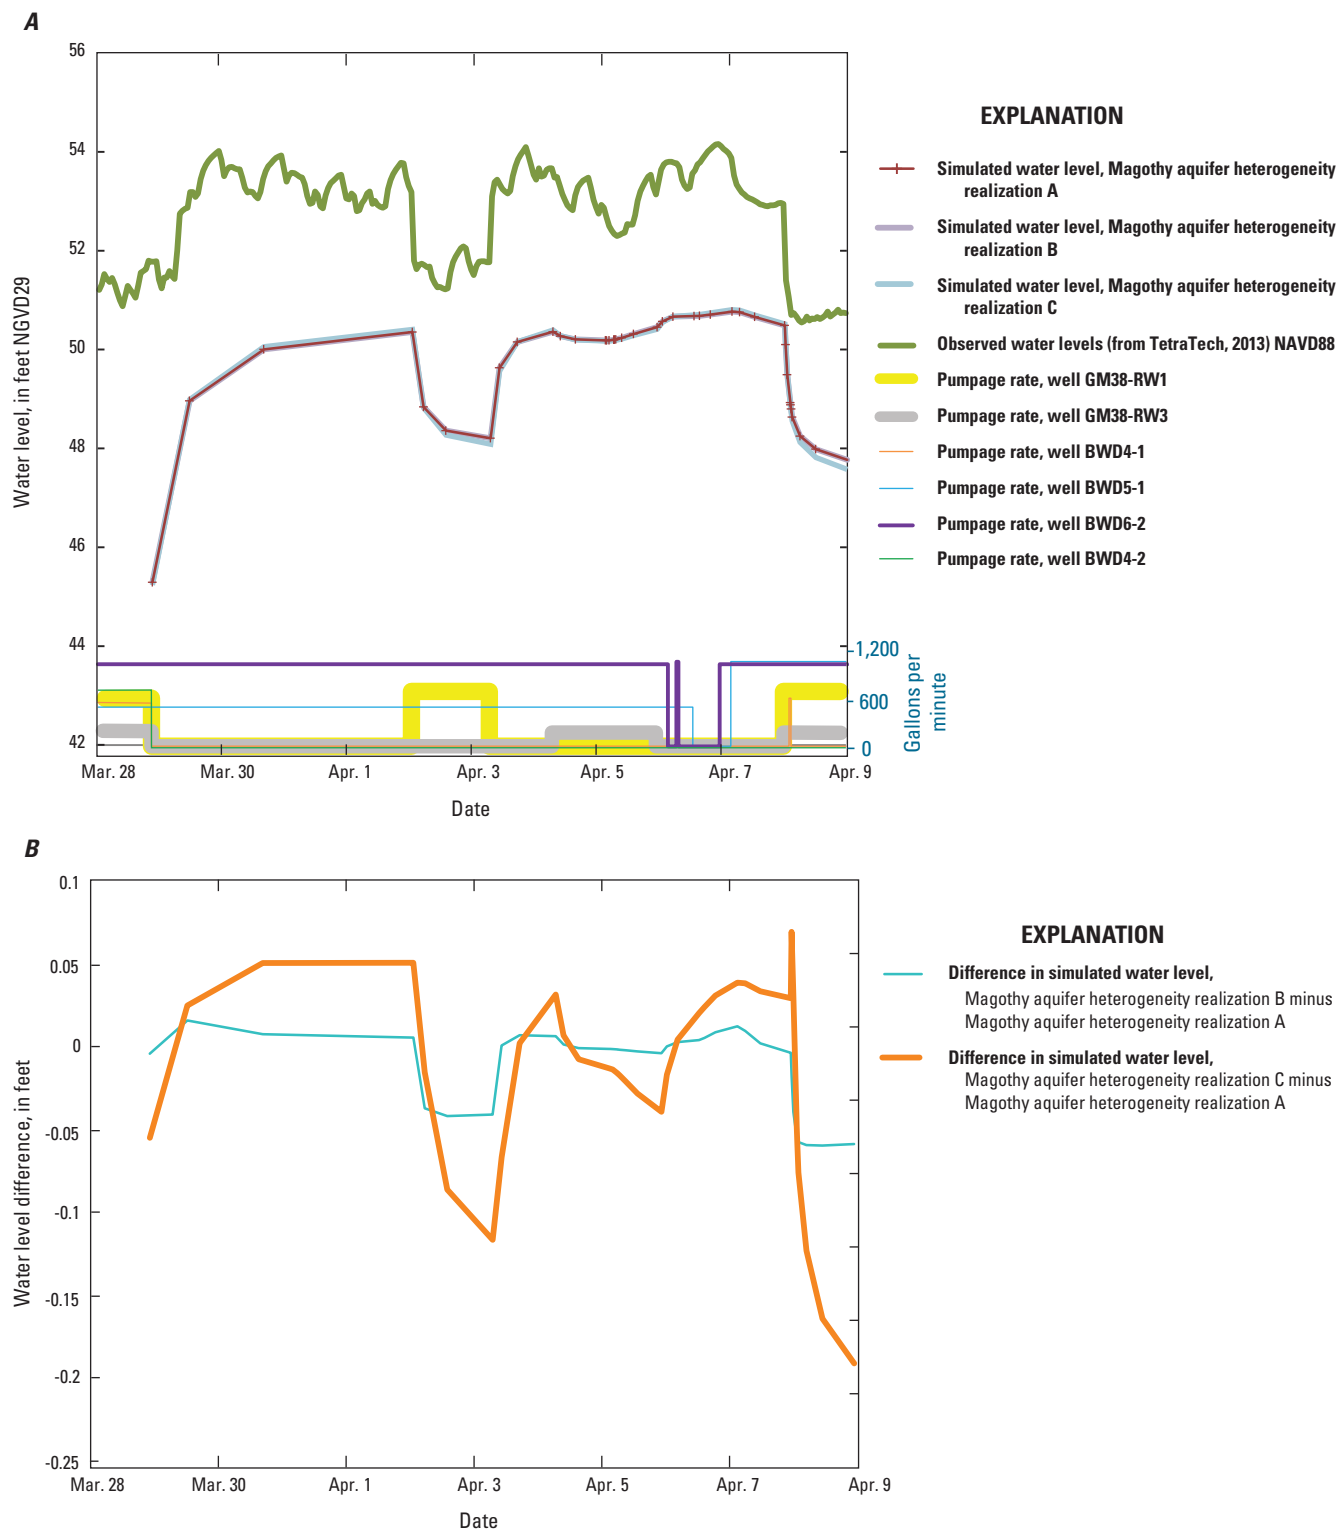 A
56
54
52
50
48
46
44
42
Water level, in feet NGVD29
1,200
600
0
Gallons per
minute
Mar. 28
Mar. 30
Apr. 1
Apr. 3
Apr. 5
Apr. 7
Apr. 9
Date
EXPLANATION
Simulated water level, Magothy aquifer heterogeneity
realization A
Simulated water level, Magothy aquifer heterogeneity
realization B
Simulated water level, Magothy aquifer heterogeneity
realization C
Observed water levels (from TetraTech, 2013) NAVD88
Pumpage rate, well GM38-RW1
Pumpage rate, well GM38-RW3
Pumpage rate, well BWD4-1
Pumpage rate, well BWD5-1
Pumpage rate, well BWD6-2
Pumpage rate, well BWD4-2
B
0.1
0.05
0
-0.05
-0.1
-0.15
-0.2
-0.25
Water level difference, in feet
Mar. 28
Mar. 30
Apr. 1
Apr. 3
Apr. 5
Apr. 7
Apr. 9
Date
EXPLANATION
Difference in simulated water level,
Magothy aquifer heterogeneity realization B minus
Magothy aquifer heterogeneity realization A
Difference in simulated water level,
Magothy aquifer heterogeneity realization C minus
Magothy aquifer heterogeneity realization A